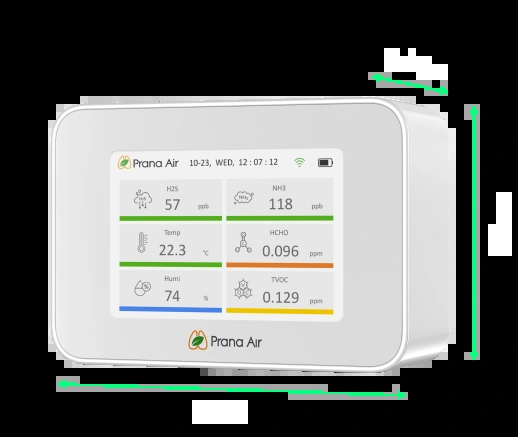 Prana Air 10-23, WED, 12 : 07 : 12
H2S NH3
57 ppb 118 ppb
Temp HCHO
22.3 °C 0.096 ppm
Humi TVOC
74 % 0.129 ppm
Prana Air